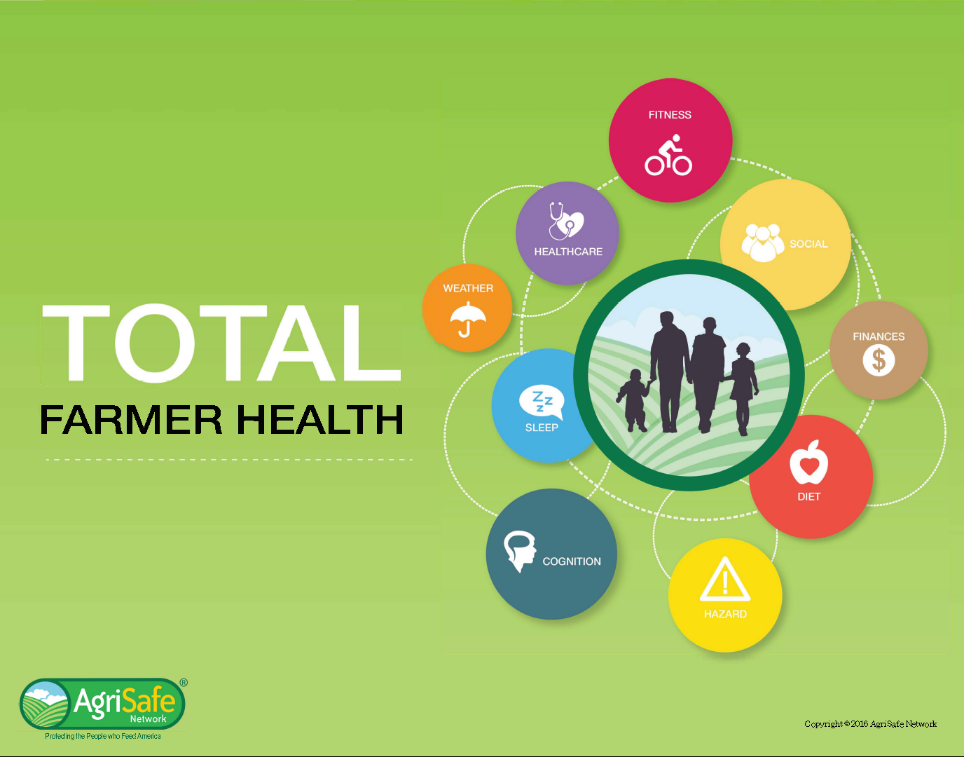 TOTAL
FARMER HEALTH
FITNESS
HEALTHCARE
SOCIAL
WEATHER
FINANCES
$
Zz
z
SLEEP
DIET
COGNITION
!
HAZARD
AgriSafe®
Network
Protecting the People who Feed America
Copyright ©2016 AgriSafe Network